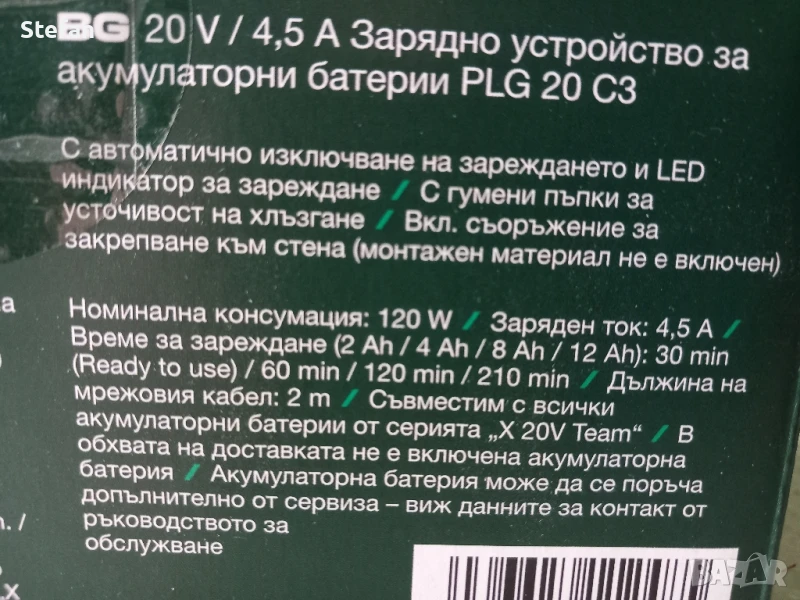 Stefan
BG 20 V / 4,5 A Зарядно устройство за
акумулаторни батерии PLG 20 C3
С автоматично изключване на зареждането и LED
индикатор за зареждане / С гумени пъпки за
усточивост на хлъзгане / Вкл. съоръжение за
закрепване към стена (монтажен материал не е включен)
Номинална консумация: 120 W / Заряден ток: 4,5 A /
Време за зареждане (2 Ah / 4 Ah / 8 Ah / 12 Ah): 30 min
(Ready to use) / 60 min / 120 min / 210 min / Дължина на
мрежовия кабел: 2 m / Съвместим с всички
акумулаторни батерии от серията „X 20V Team“ / В
обхвата на доставката не е включена акумулаторна
батерия / Акумулаторна батерия може да се поръча
допълнително от сервиза – виж данните за контакт от
ръководството за
обслужване
BAZAR